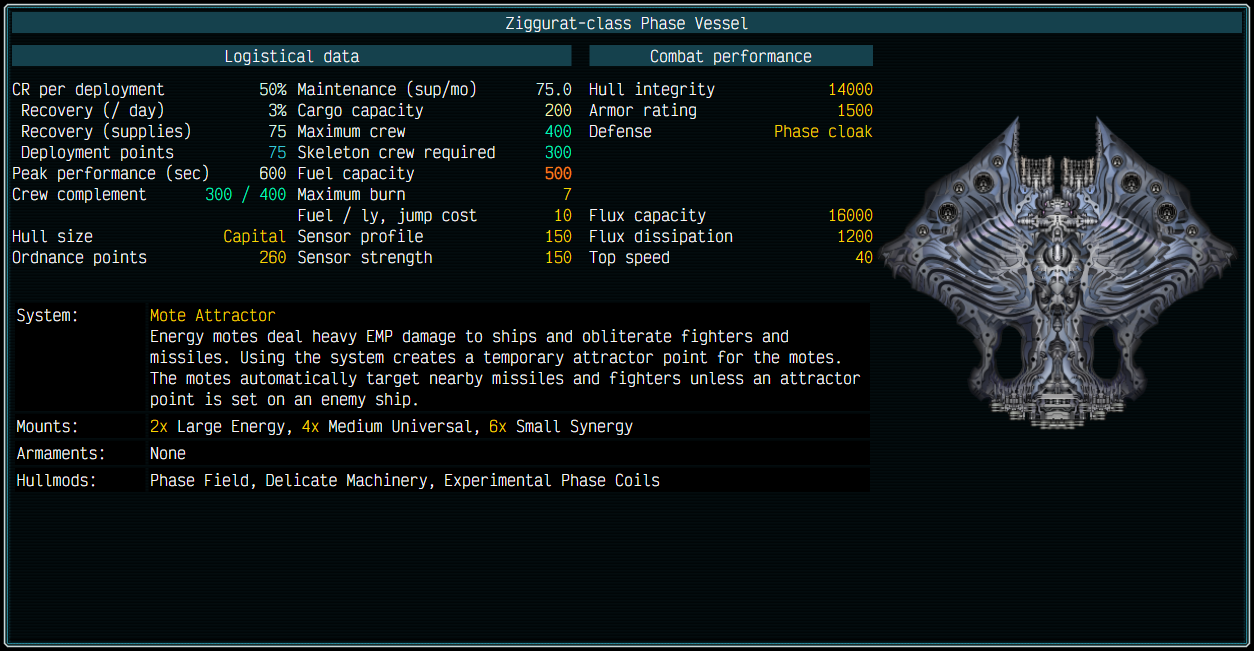 Ziggurat-class Phase Vessel
Logistical data
CR per deployment 50% Maintenance (sup/mo) 75.0
Recovery (/ day) 3% Cargo capacity 200
Recovery (supplies) 75 Maximum crew 400
Deployment points 75 Skeleton crew required 300
Peak performance (sec) 600 Fuel capacity 500
Crew complement 300 / 400 Maximum burn 7
Fuel / ly, jump cost 10
Hull size Capital Sensor profile 150
Ordnance points 260 Sensor strength 150
Combat performance
Hull integrity 14000
Armor rating 1500
Defense Phase cloak
Flux capacity 16000
Flux dissipation 1200
Top speed 40
System: Mote Attractor
Energy motes deal heavy EMP damage to ships and obliterate fighters and
missiles. Using the system creates a temporary attractor point for the motes.
The motes automatically target nearby missiles and fighters unless an attractor
point is set on an enemy ship.
Mounts: 2x Large Energy, 4x Medium Universal, 6x Small Synergy
Armaments: None
Hullmods: Phase Field, Delicate Machinery, Experimental Phase Coils